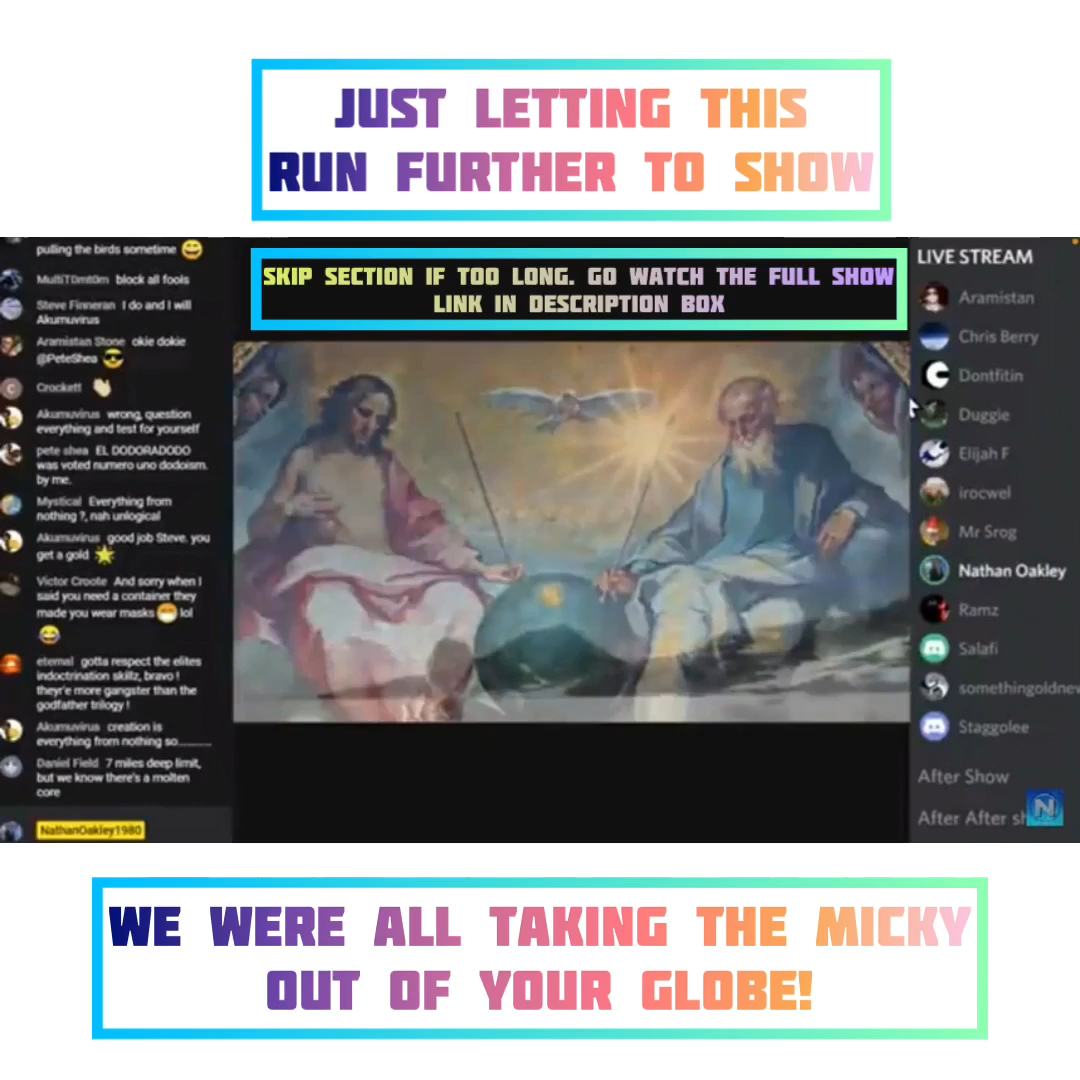 JUST LETTING THIS
RUN FURTHER TO SHOW
SKIP SECTION IF TOO LONG. GO WATCH THE FULL SHOW
LINK IN DESCRIPTION BOX
pulling the birds sometime 😄
MultiT0mt0m block all fools
Steve Finneran I do and I will
Akumuvirus
Aramistan Stone okie dokie
@PeteShea 😎
Crockett 👏
Akumuvirus wrong, question
everything and test for yourself
pete shea EL DODORADODO
was voted numero uno dodoism.
by me.
Mystical Everything from
nothing ?, nah unlogical
Akumuvirus good job Steve. you
get a gold 🌟
Victor Croote And sorry when I
said you need a container they
made you wear masks 😷 lol
😂
eternal gotta respect the elites
indoctrination skillz, bravo !
theyr'e more gangster than the
godfather trilogy !
Akumuvirus creation is
everything from nothing so...........
Daniel Field 7 miles deep limit,
but we know there's a molten
core
NathanOakley1980
LIVE STREAM
Aramistan
Chris Berry
Dontfitin
Duggie
Elijah F
irocwel
Mr Srog
Nathan Oakley
Ramz
Salafi
somethingoldnew
Staggolee
After Show
After After sh
N
WE WERE ALL TAKING THE MICKY
OUT OF YOUR GLOBE!